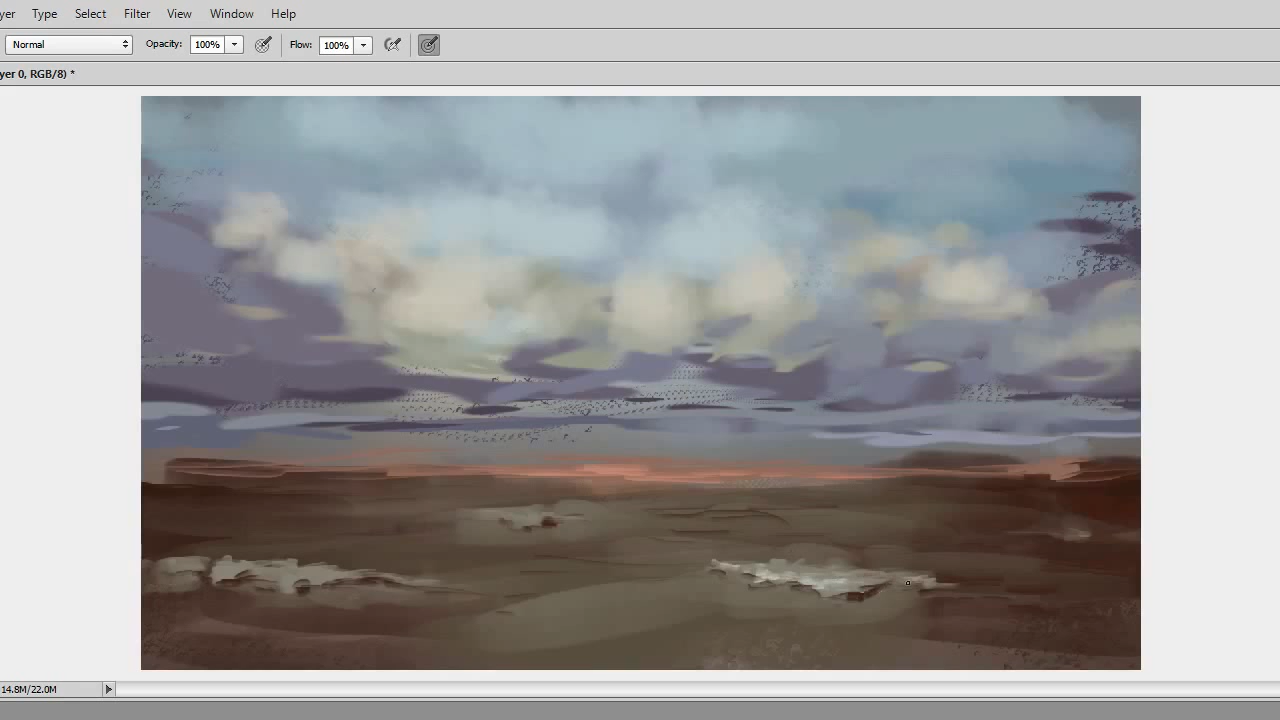 yer Type Select Filter View Window Help
Normal Opacity: 100% Flow: 100%
yer 0, RGB/8) *
14.8M/22.0M